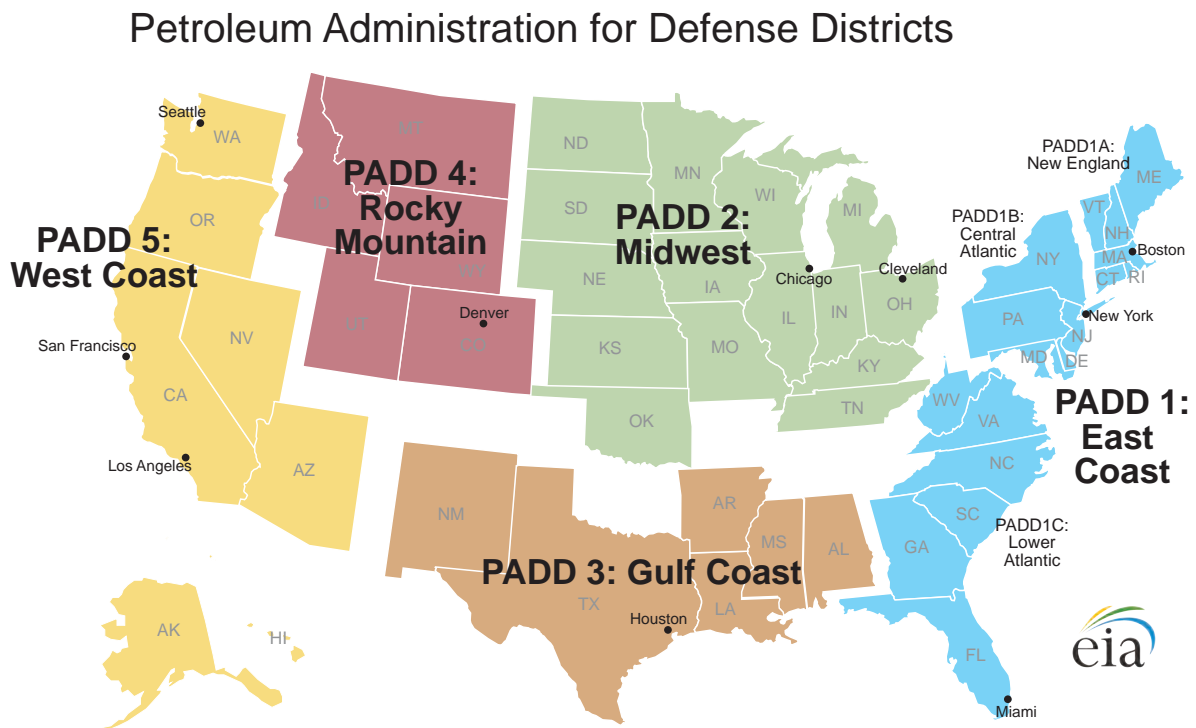 Petroleum Administration for Defense Districts
Seattle
WA
OR
PADD 5:
West Coast
NV
San Francisco
CA
Los Angeles
AZ
AK
HI
MT
PADD 4:
Rocky
Mountain
ID
WY
UT
Denver
CO
ND
MN
SD
WI
MI
PADD 2:
Midwest
NE
IA
Chicago
Cleveland
IL
IN
OH
KS
MO
KY
OK
TN
NM
AR
MS
AL
PADD 3: Gulf Coast
TX
LA
Houston
PADD1A:
New England
ME
VT
NH
PADD1B:
Central
Atlantic
NY
MA
Boston
CT
RI
PA
New York
NJ
MD
DE
WV
VA
PADD 1:
East
Coast
NC
SC
PADD1C:
Lower
Atlantic
GA
FL
Miami
eia